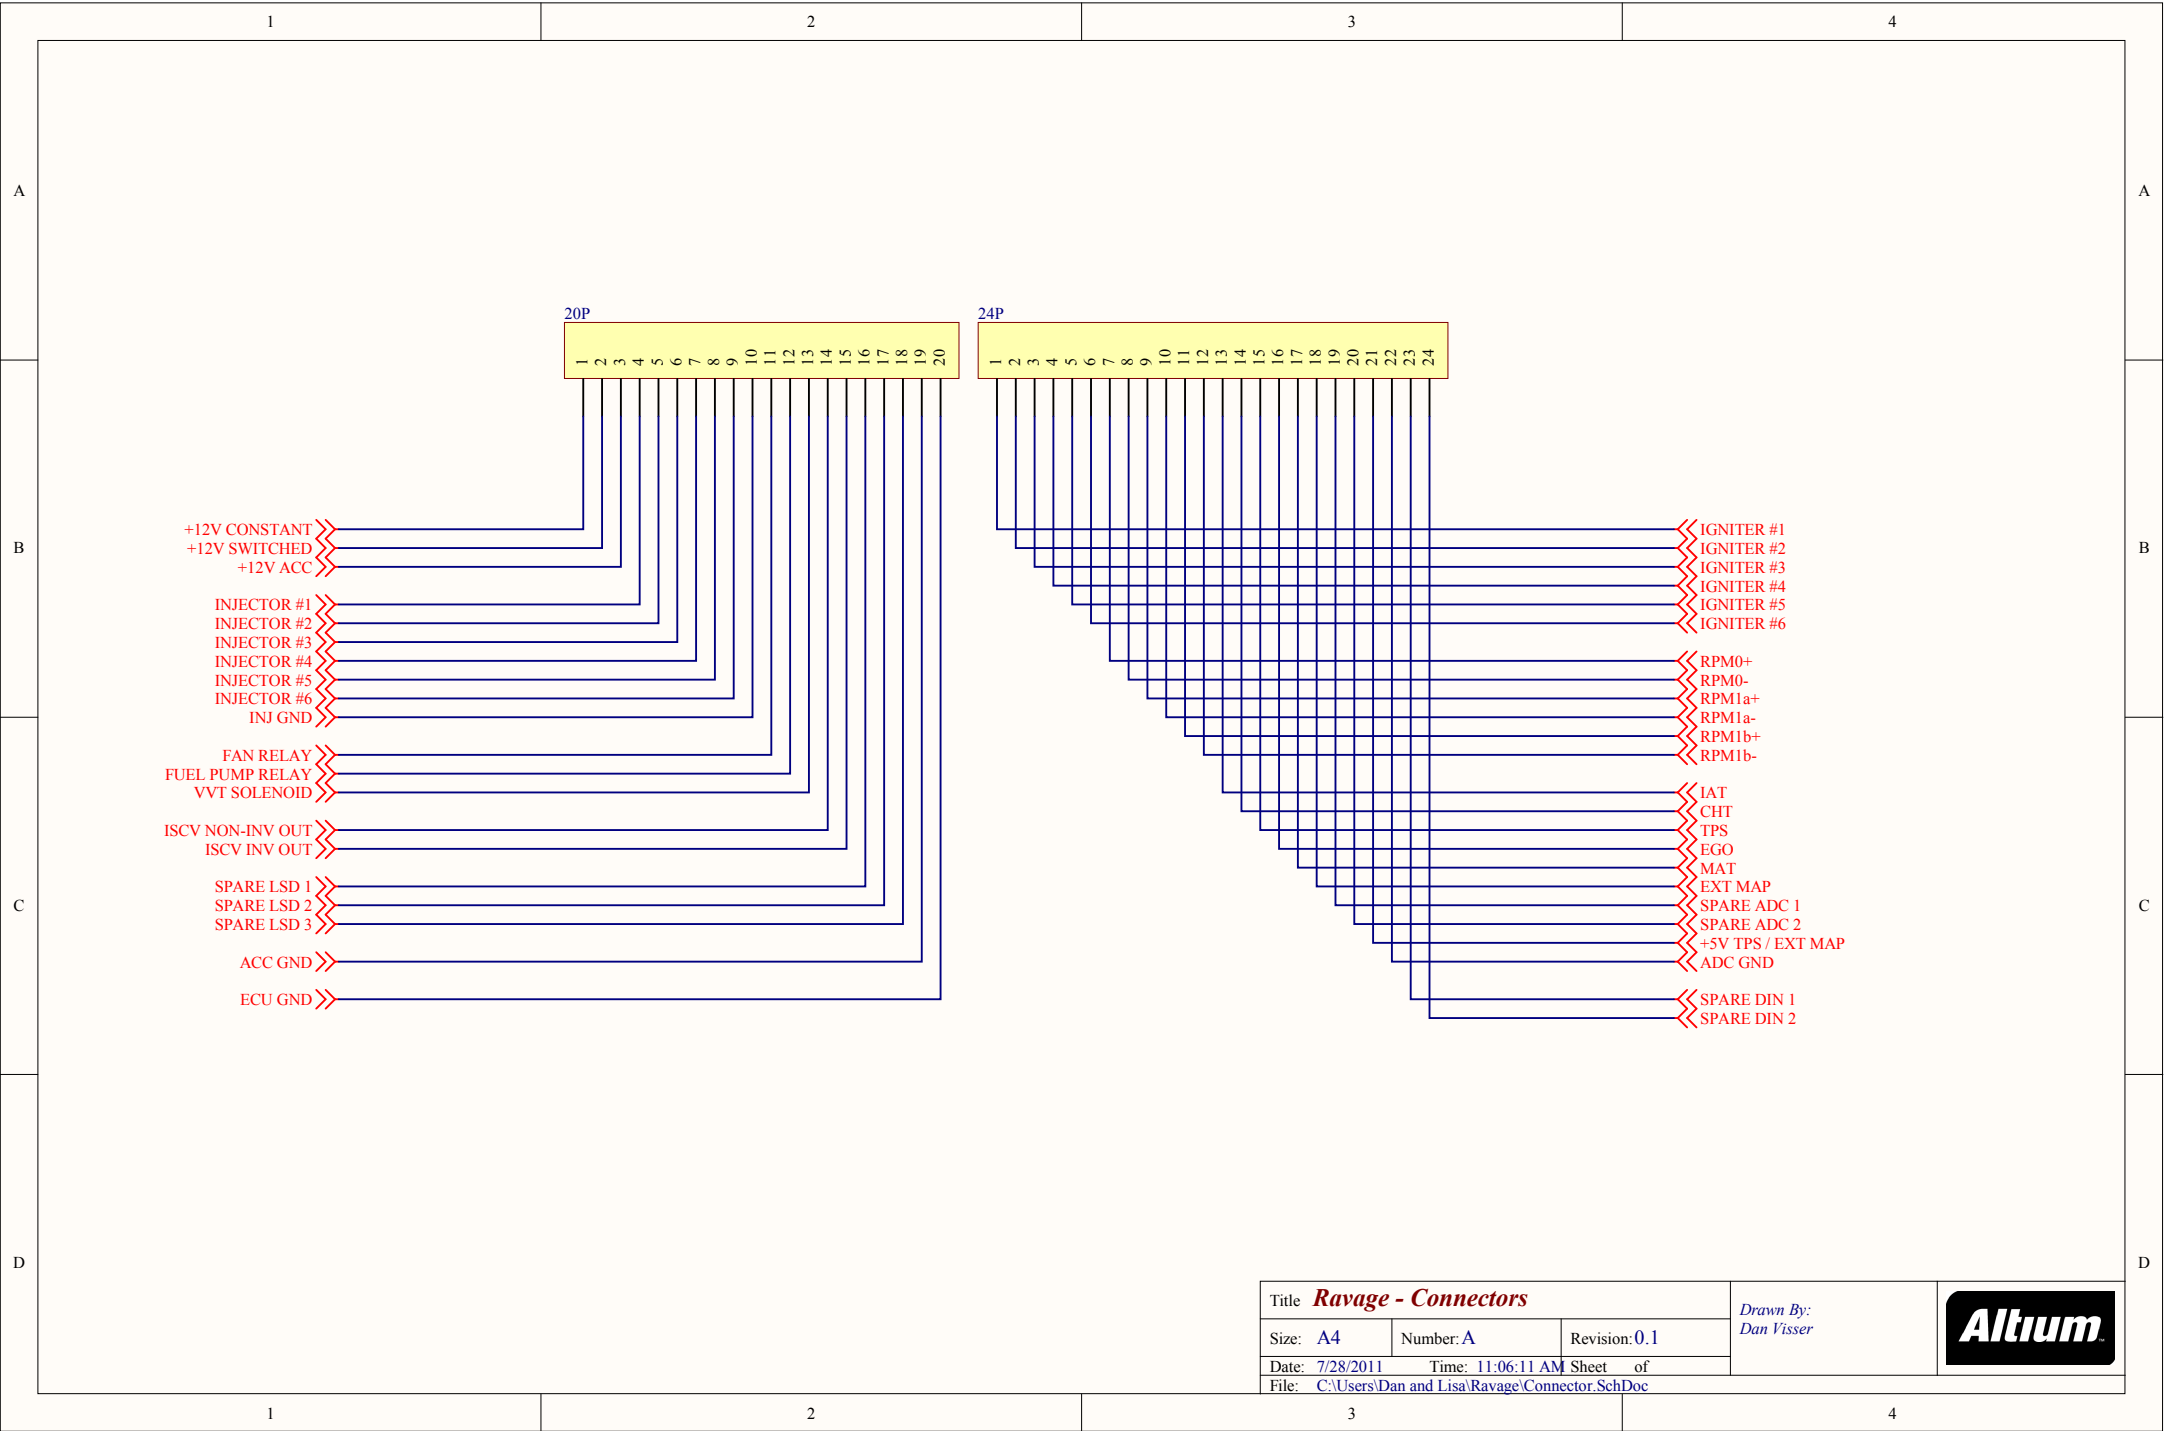 1 2 3 4
A A
B B
C C
D D
20P
1 2 3 4 5 6 7 8 9 10 11 12 13 14 15 16 17 18 19 20
24P
1 2 3 4 5 6 7 8 9 10 11 12 13 14 15 16 17 18 19 20 21 22 23 24
+12V CONSTANT
+12V SWITCHED
+12V ACC
INJECTOR #1
INJECTOR #2
INJECTOR #3
INJECTOR #4
INJECTOR #5
INJECTOR #6
INJ GND
FAN RELAY
FUEL PUMP RELAY
VVT SOLENOID
ISCV NON-INV OUT
ISCV INV OUT
SPARE LSD 1
SPARE LSD 2
SPARE LSD 3
ACC GND
ECU GND
IGNITER #1
IGNITER #2
IGNITER #3
IGNITER #4
IGNITER #5
IGNITER #6
RPM0+
RPM0-
RPM1a+
RPM1a-
RPM1b+
RPM1b-
IAT
CHT
TPS
EGO
MAT
EXT MAP
SPARE ADC 1
SPARE ADC 2
+5V TPS / EXT MAP
ADC GND
SPARE DIN 1
SPARE DIN 2
Title Ravage - Connectors
Size: A4 Number: A Revision: 0.1
Date: 7/28/2011 Time: 11:06:11 AM Sheet of
File: C:\Users\Dan and Lisa\Ravage\Connector.SchDoc
Drawn By:
Dan Visser
Altium
1 2 3 4